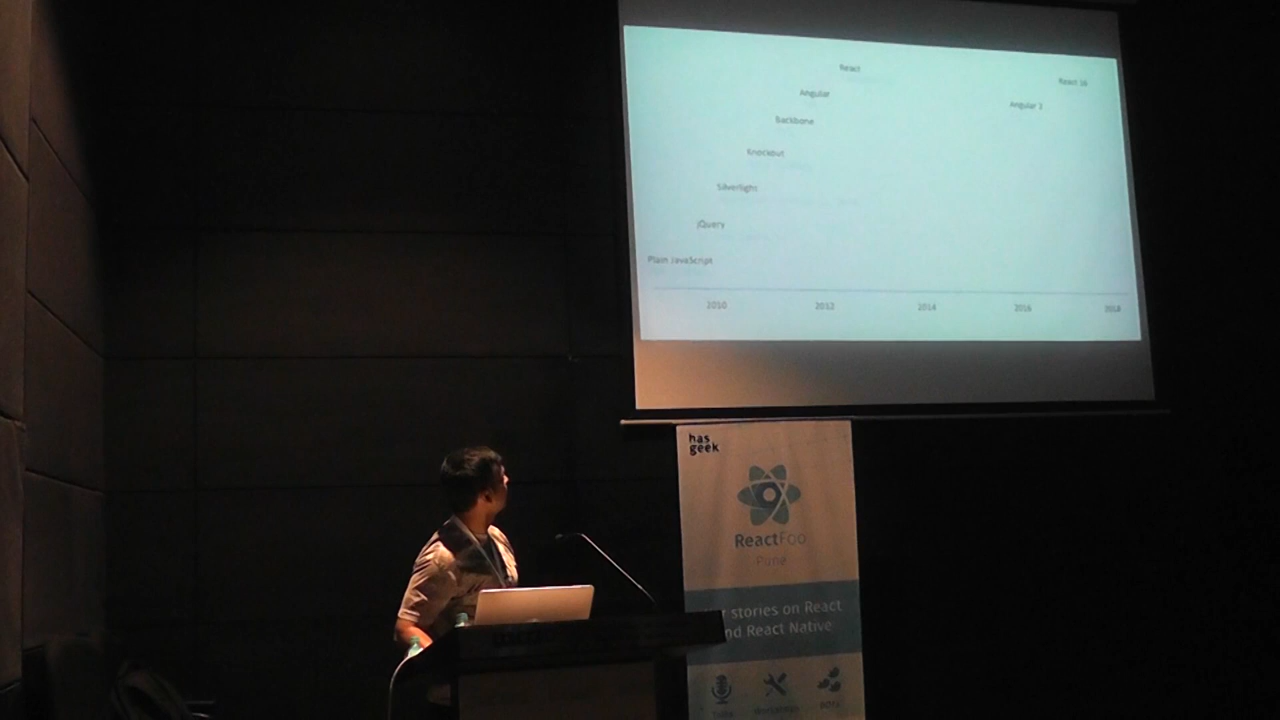 React
React 16
Angular
Angular 2
Backbone
Knockout
Silverlight
jQuery
Plain JavaScript
2010
2012
2014
2016
2018
has
geek
ReactFoo
Pune
stories on React
and React Native